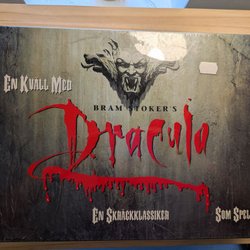 En Kväll Med
Bram Stoker's
Dracula
En Skräckklassiker
Som Spel